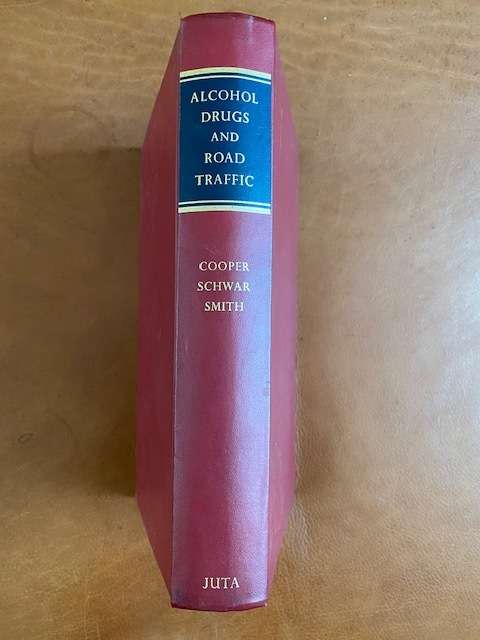 ALCOHOL
DRUGS
AND
ROAD
TRAFFIC
COOPER
SCHWAR
SMITH
JUTA